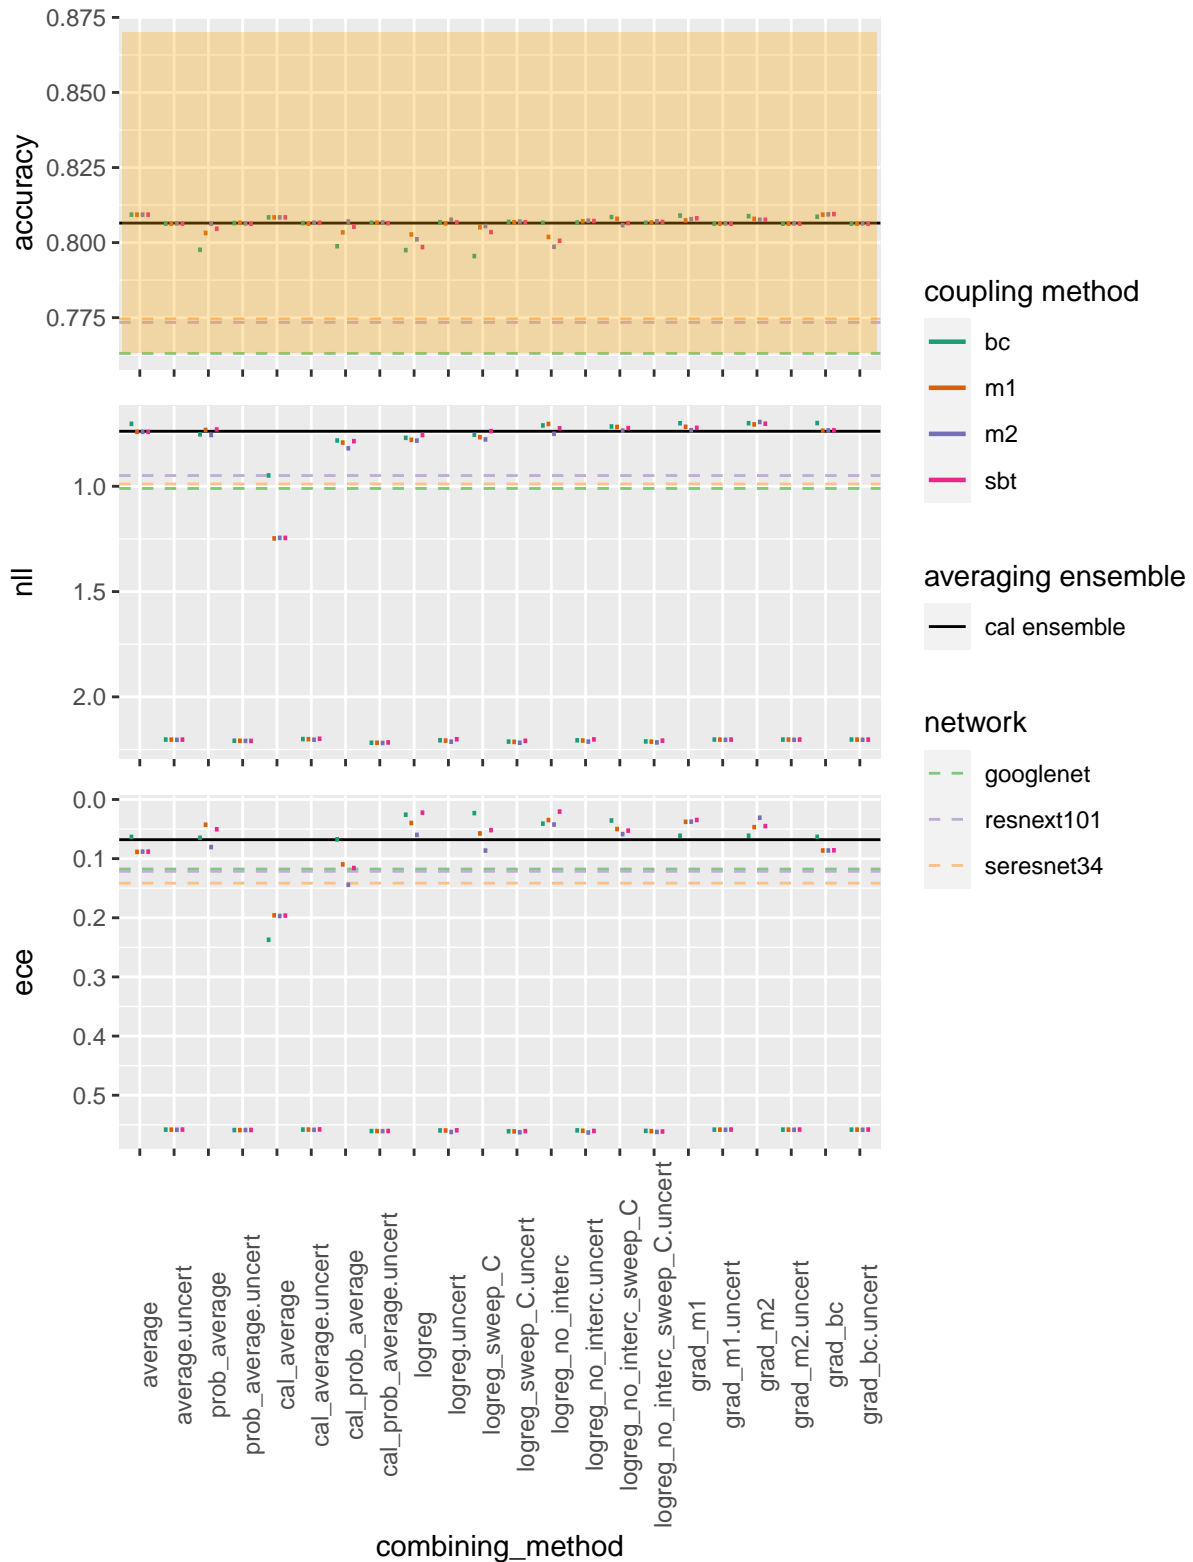 accuracy
0.875
0.850
0.825
0.800
0.775
nll
1.0
1.5
2.0
ece
0.0
0.1
0.2
0.3
0.4
0.5
average
average.uncert
prob_average
prob_average.uncert
cal_average
cal_average.uncert
cal_prob_average
cal_prob_average.uncert
logreg
logreg.uncert
logreg_sweep_C
logreg_sweep_C.uncert
logreg_no_interc
logreg_no_interc.uncert
logreg_no_interc_sweep_C
logreg_no_interc_sweep_C.uncert
grad_m1
grad_m1.uncert
grad_m2
grad_m2.uncert
grad_bc
grad_bc.uncert
combining_method
coupling method
bc
m1
m2
sbt
averaging ensemble
cal ensemble
network
googlenet
resnext101
seresnet34